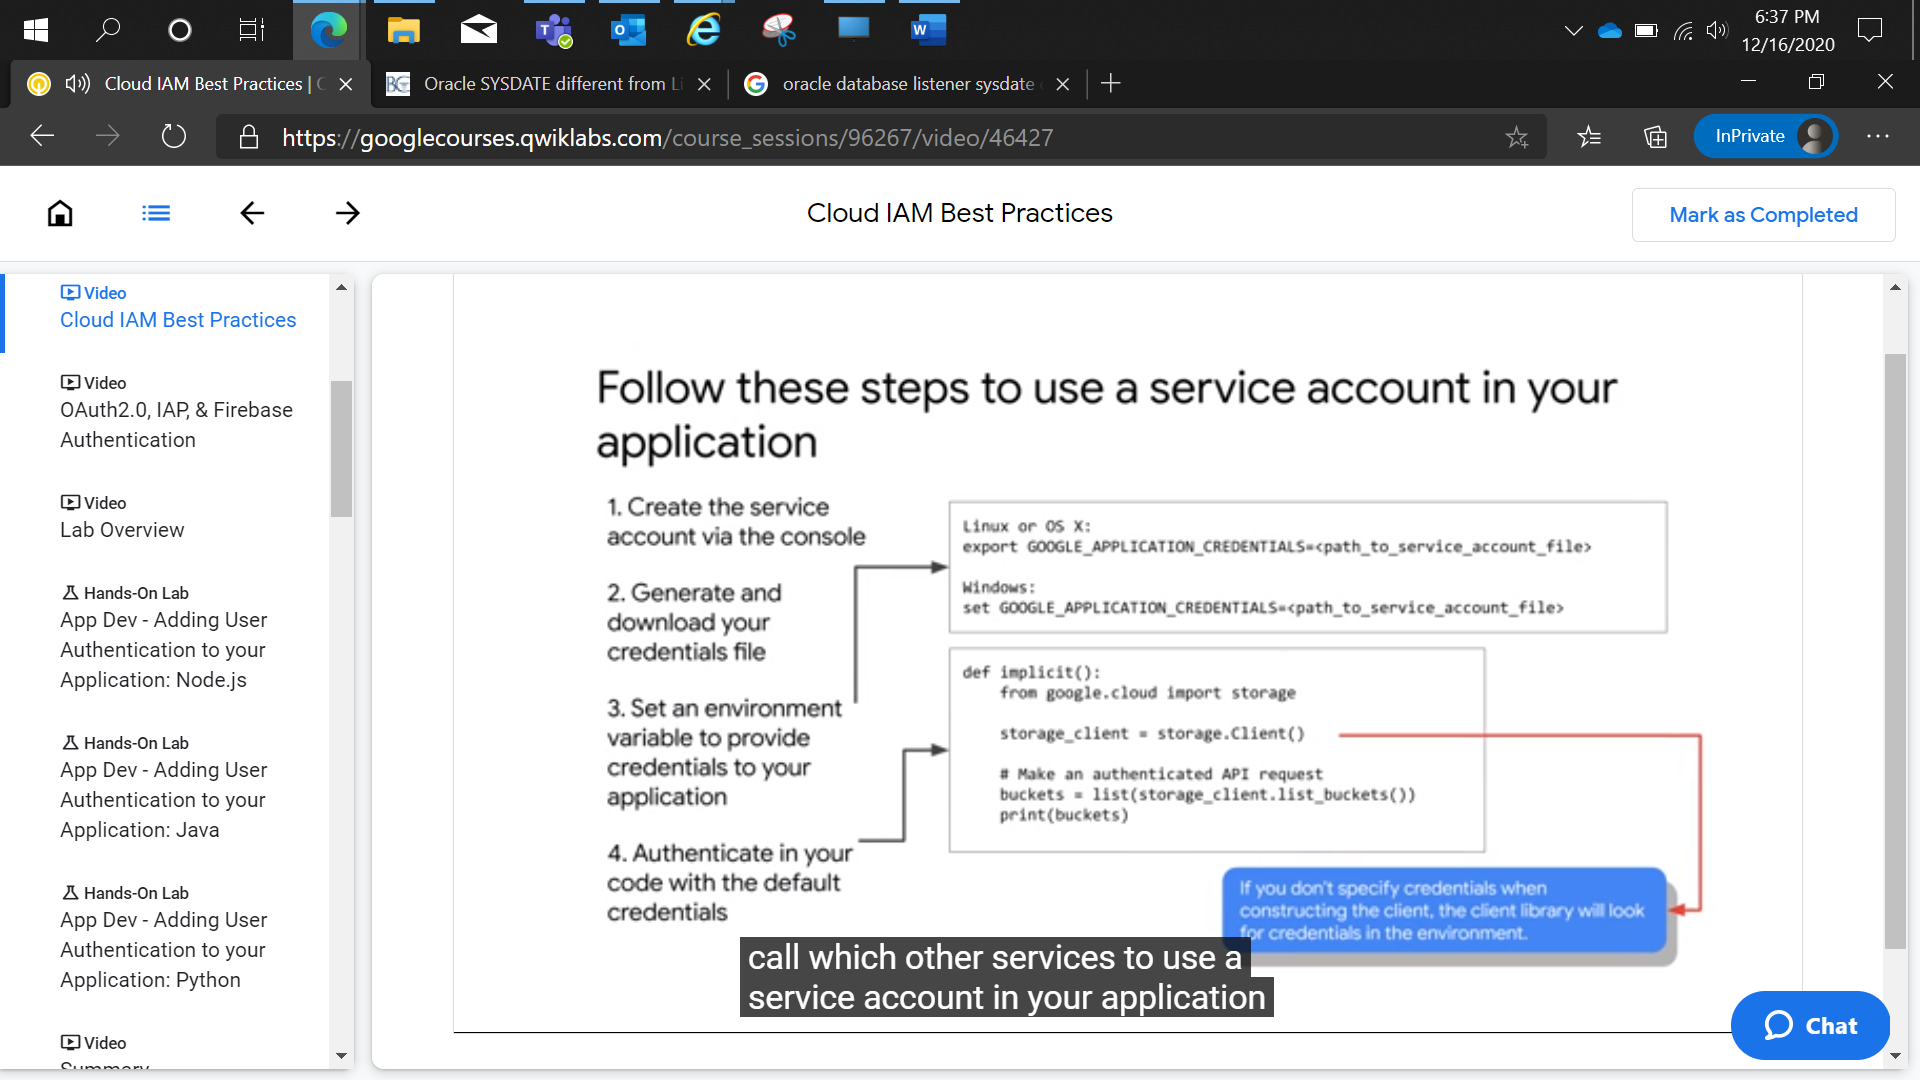 6:37 PM
12/16/2020
Cloud IAM Best Practices |
Oracle SYSDATE different from
oracle database listener sysdate
https://googlecourses.qwiklabs.com/course_sessions/96267/video/46427
InPrivate
Cloud IAM Best Practices
Mark as Completed
Video
Cloud IAM Best Practices
Video
OAuth2.0, IAP, & Firebase
Authentication
Video
Lab Overview
Hands-On Lab
App Dev - Adding User
Authentication to your
Application: Node.js
Hands-On Lab
App Dev - Adding User
Authentication to your
Application: Java
Hands-On Lab
App Dev - Adding User
Authentication to your
Application: Python
Video
Summary
Follow these steps to use a service account in your
application
1. Create the service
account via the console
2. Generate and
download your
credentials file
3. Set an environment
variable to provide
credentials to your
application
4. Authenticate in your
code with the default
credentials
Linux or OS X:
export GOOGLE_APPLICATION_CREDENTIALS=<path_to_service_account_file>
Windows:
set GOOGLE_APPLICATION_CREDENTIALS=<path_to_service_account_file>
def implicit():
from google.cloud import storage
storage_client = storage.Client()
# Make an authenticated API request
buckets = list(storage_client.list_buckets())
print(buckets)
If you don't specify credentials when
constructing the client, the client library will look
for credentials in the environment.
call which other services to use a
service account in your application
Chat